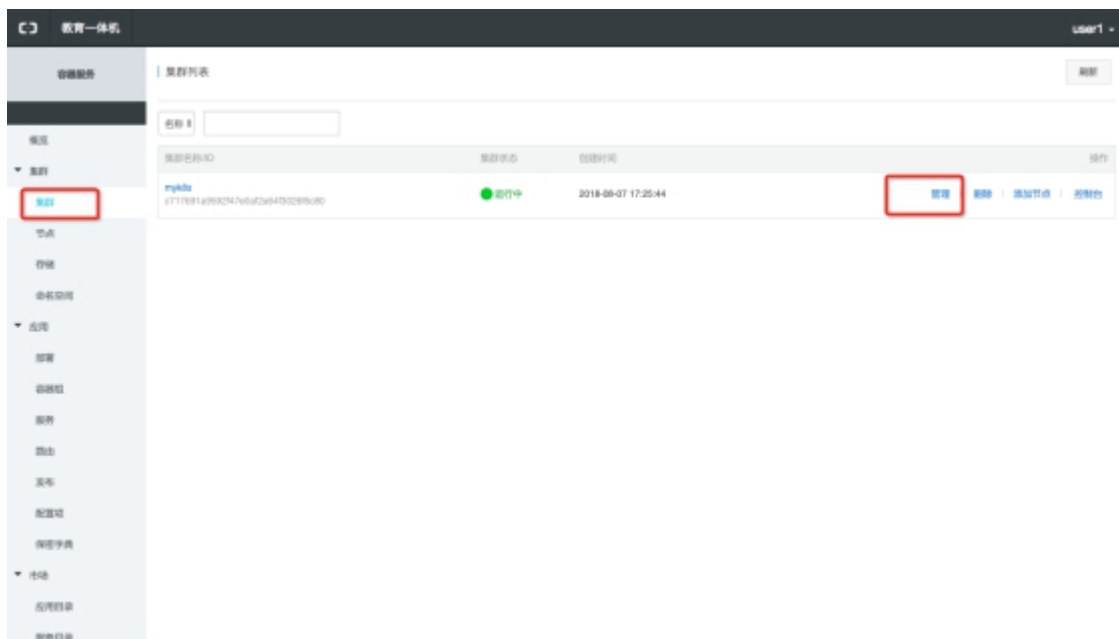 教育一体机 user1
容器服务
集群列表 刷新
概览
名称
集群名称/ID 集群状态 创建时间 操作
集群
myk8s 运行中 2018-08-07 17:25:44 管理 删除 添加节点 控制台
集群
节点
存储
命名空间
应用
部署
容器组
服务
路由
发布
配置项
保密字典
市场
应用目录
服务目录